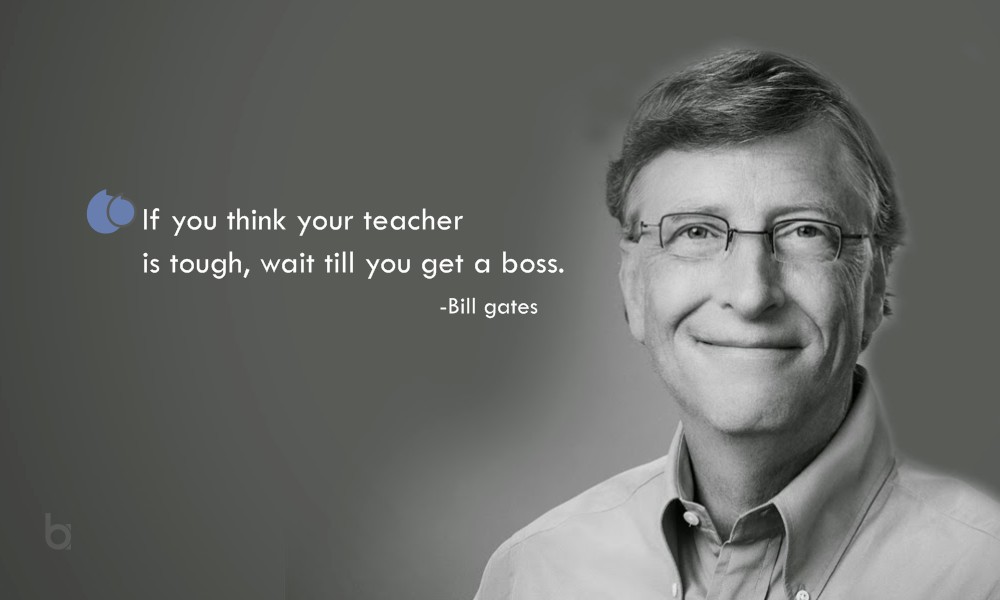 If you think your teacher
is tough, wait till you get a boss.
-Bill gates